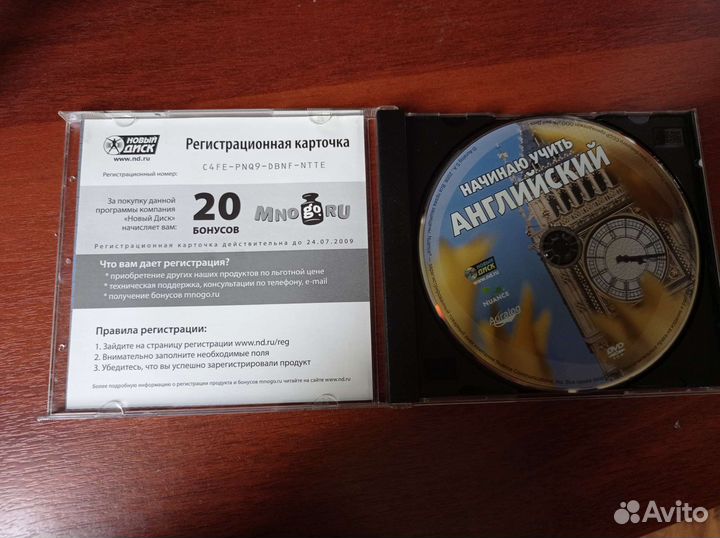 НОВЫЙ ДИСК
www.nd.ru
Регистрационная карточка
Регистрационный номер:
C4FE-PNQ9-DBNF-NTTE
За покупку данной
программы компания
«Новый Диск»
начисляет вам:
20
БОНУСОВ
MNOGO.RU
Регистрационная карточка действительна до 24.07.2009
Что вам дает регистрация?
* приобретение других наших продуктов по льготной цене
* техническая поддержка, консультации по телефону, e-mail
* получение бонусов mnogo.ru
Правила регистрации:
1. Зайдите на страницу регистрации www.nd.ru/reg
2. Внимательно заполните необходимые поля
3. Убедитесь, что вы успешно зарегистрировали продукт
Более подробную информацию о регистрации продукта и бонусов mnogo.ru читайте на сайте www.nd.ru
НАЧИНАЮ УЧИТЬ
АНГЛИЙСКИЙ
НОВЫЙ ДИСК
www.nd.ru
NUANCE
Auralog
DVD
Avito